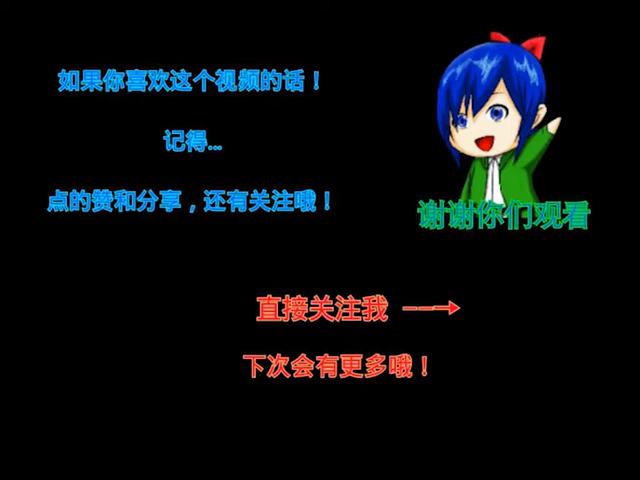 如果你喜欢这个视频的话！
记得...
点的赞和分享，还有关注哦！
谢谢你们观看
直接关注我 ---→
下次会有更多哦！